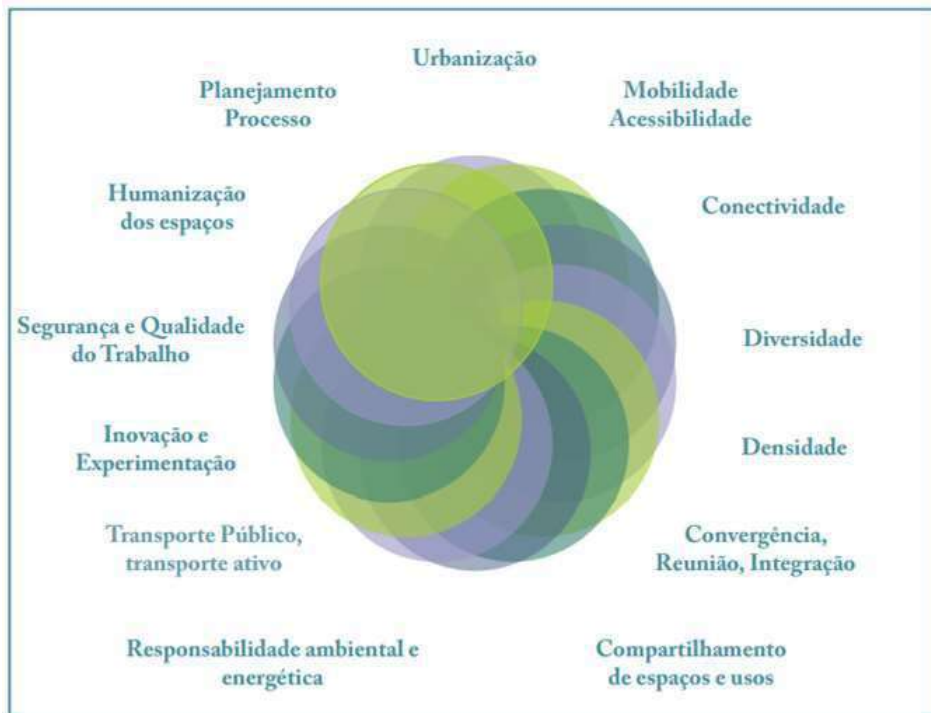 Urbanização
Planejamento
Processo
Mobilidade
Acessibilidade
Humanização
dos espaços
Conectividade
Segurança e Qualidade
do Trabalho
Diversidade
Inovação e
Experimentação
Densidade
Transporte Público,
transporte ativo
Convergência,
Reunião, Integração
Responsabilidade ambiental e
energética
Compartilhamento
de espaços e usos